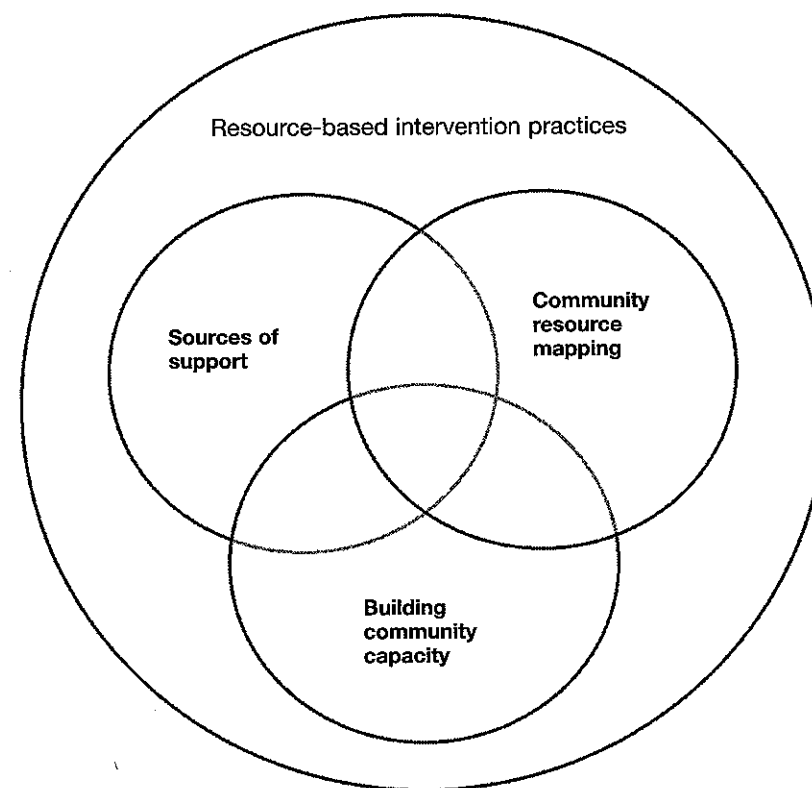 Resource-based intervention practices
Sources of
support
Community
resource
mapping
Building
community
capacity